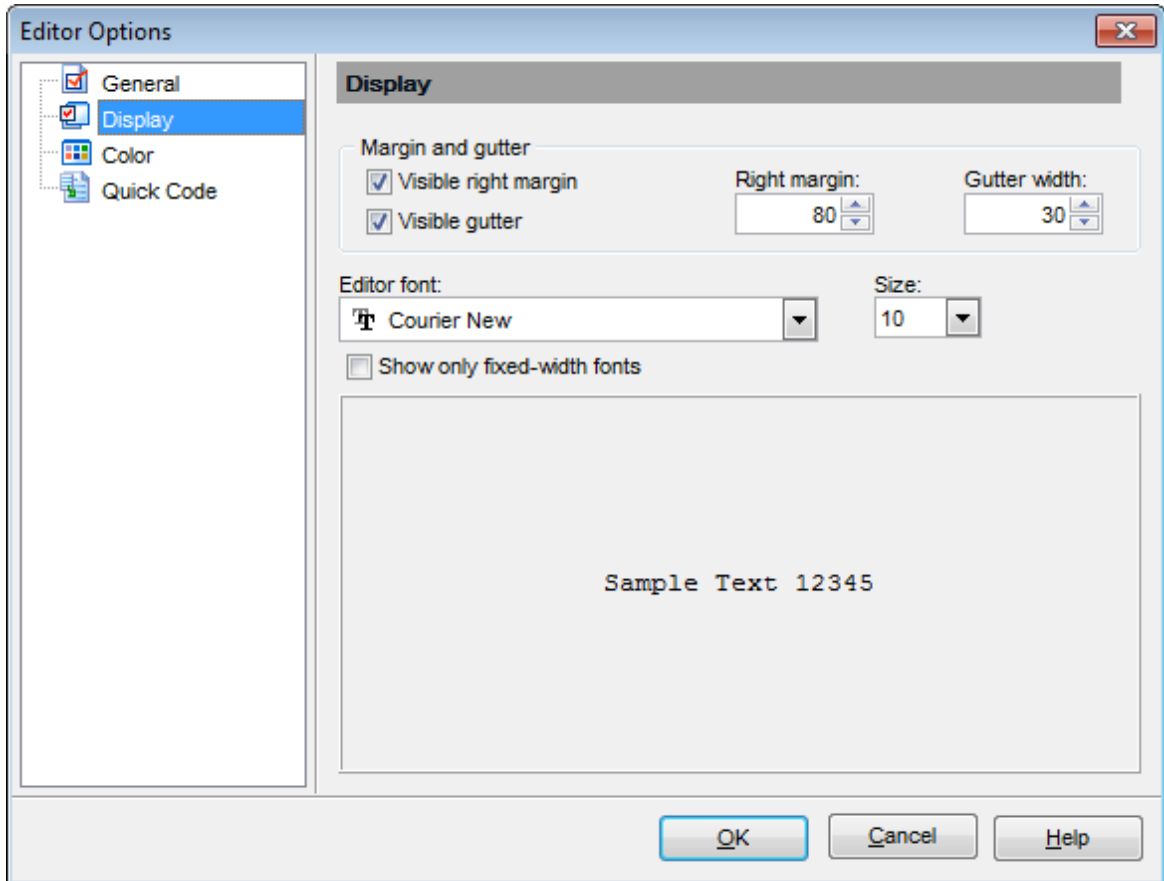 Editor Options
General
Display
Color
Quick Code
Display
Margin and gutter
Visible right margin
Right margin:
Gutter width:
80
30
Visible gutter
Editor font:
Size:
Courier New
10
Show only fixed-width fonts
Sample Text 12345
OK
Cancel
Help